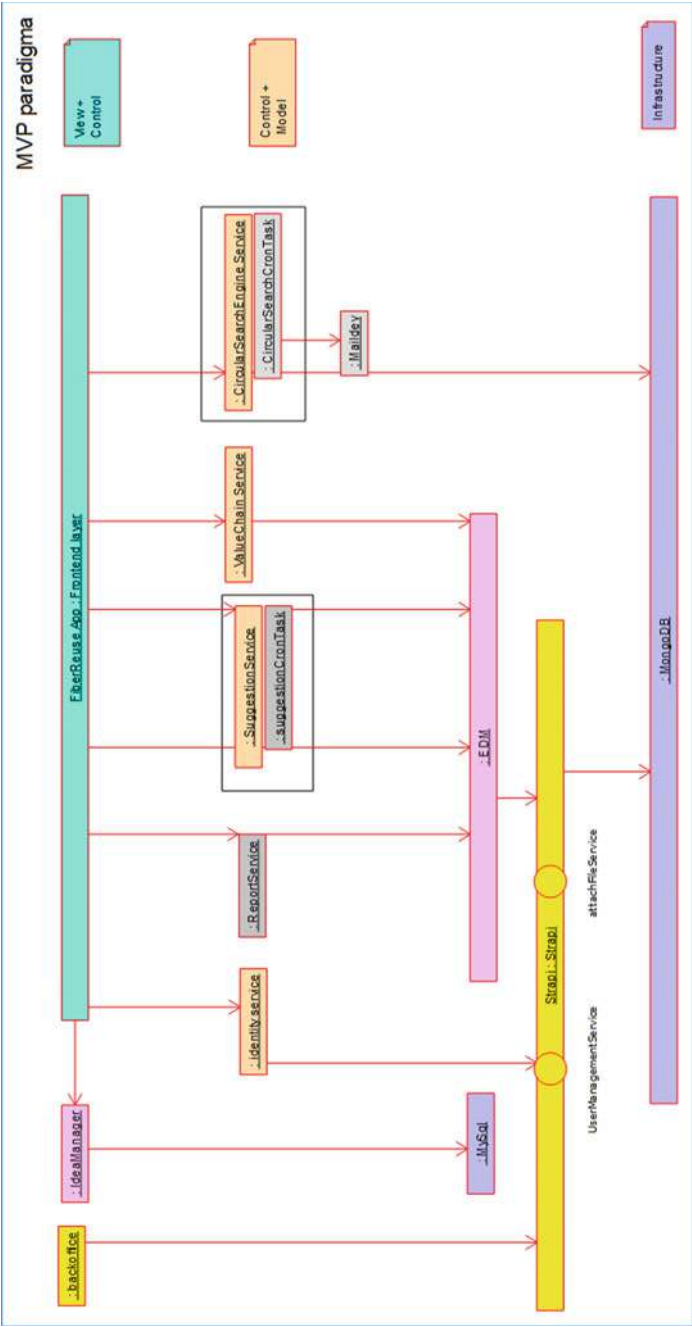 MVP paradigma
: backoffice
: IdeaManager
FiberReuse App : Frontend layer
View +
Control
: identity service
: ReportService
: SuggestionService
: suggestionCronTask
: ValueChain Service
: CircularSearchEngine Service
: CircularSearchCronTask
Control +
Model
: Maildev
: MySql
: EDM
Strapi : Strapi
UserManagementService
attachFileService
: MongoDB
Infrastructure